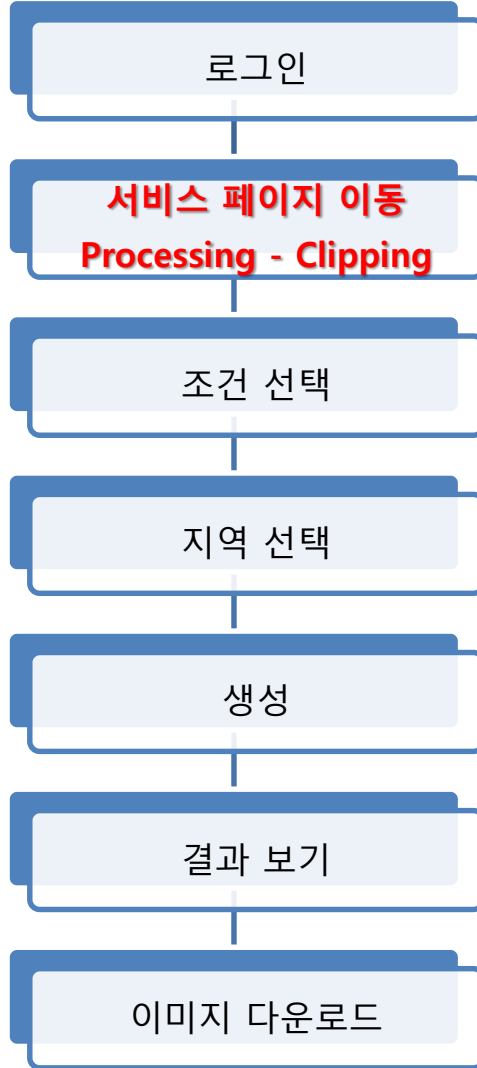 로그인
서비스 페이지 이동
Processing - Clipping
조건 선택
지역 선택
생성
결과 보기
이미지 다운로드